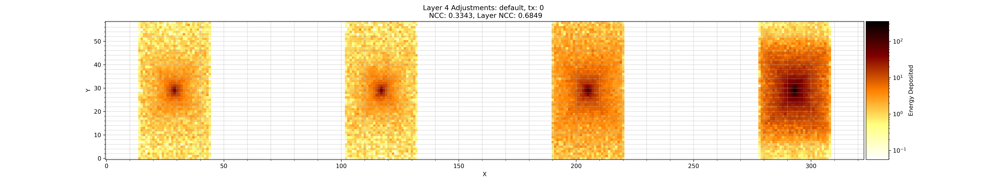 Layer 4 Adjustments: default, tx: 0
NCC: 0.3343, Layer NCC: 0.6849
Y
50
40
30
20
10
0
0 50 100 150 200 250 300
X
10²
10¹
10⁰
10⁻¹
Energy Deposited